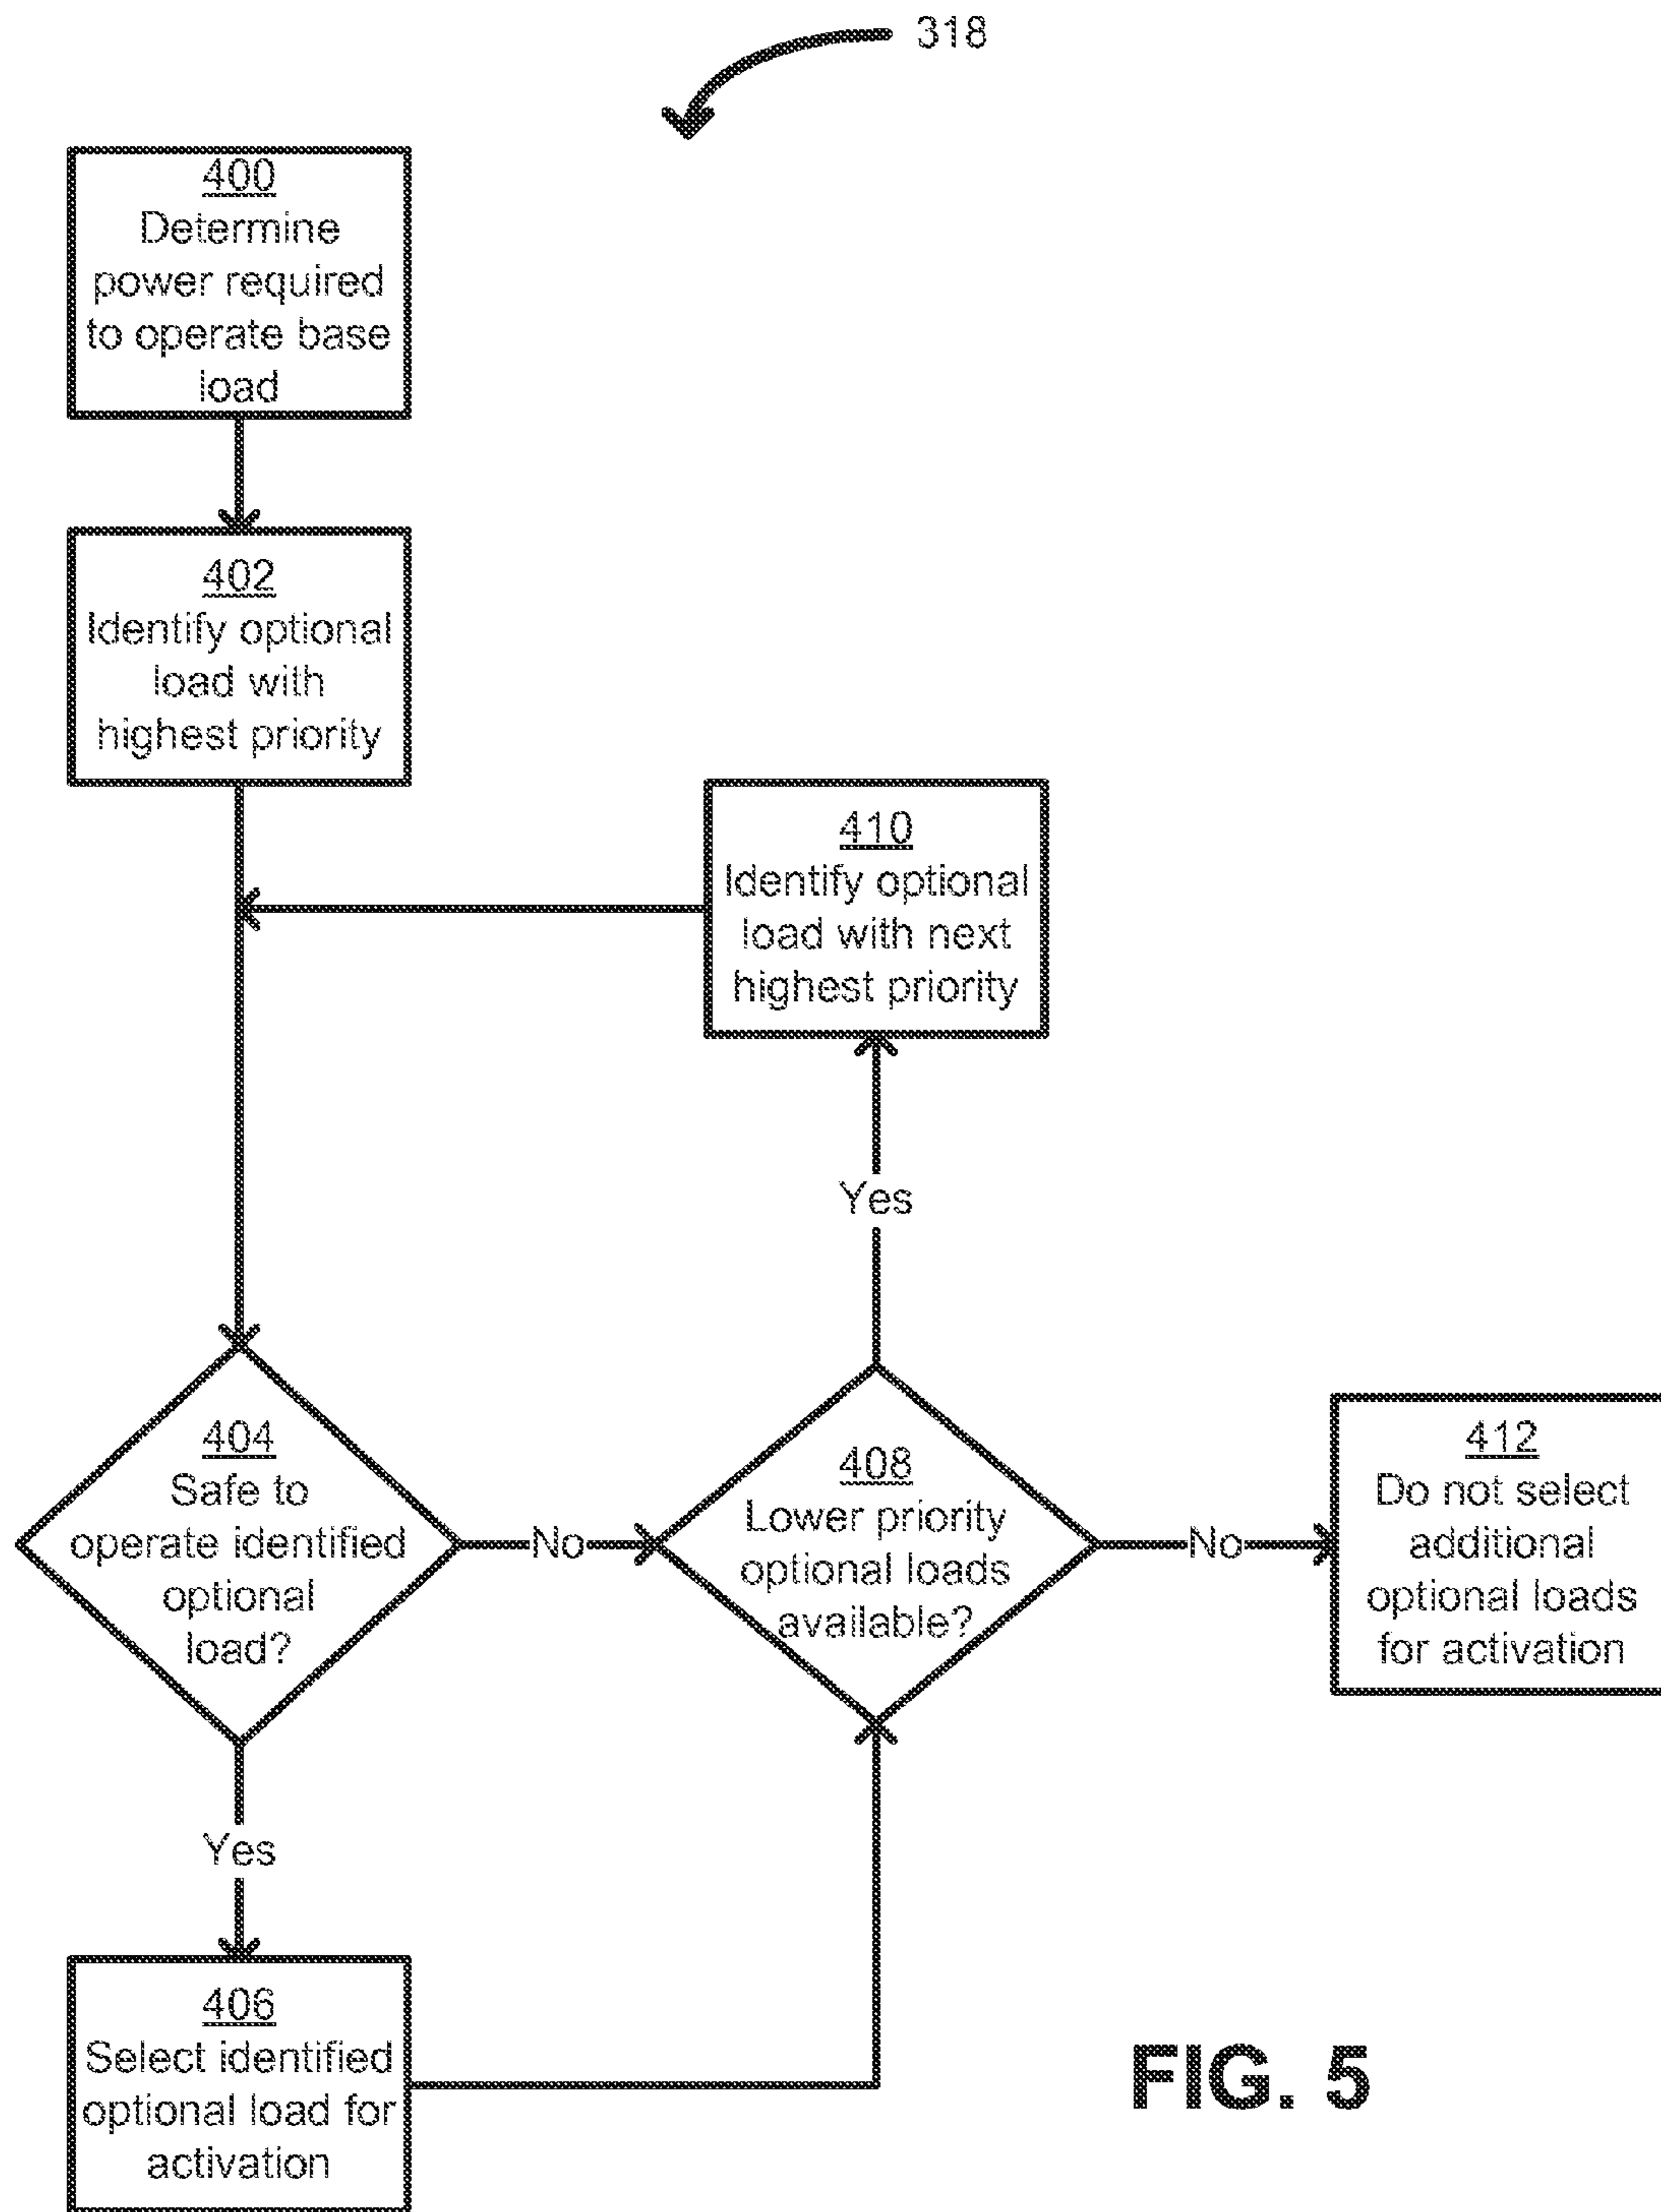 318
400
Determine
power required
to operate base
load
402
Identify optional
load with
highest priority
410
Identify optional
load with next
highest priority
Yes
404
Safe to
operate identified
optional
load?
No
408
Lower priority
optional loads
available?
No
412
Do not select
additional
optional loads
for activation
Yes
406
Select identified
optional load for
activation
FIG. 5